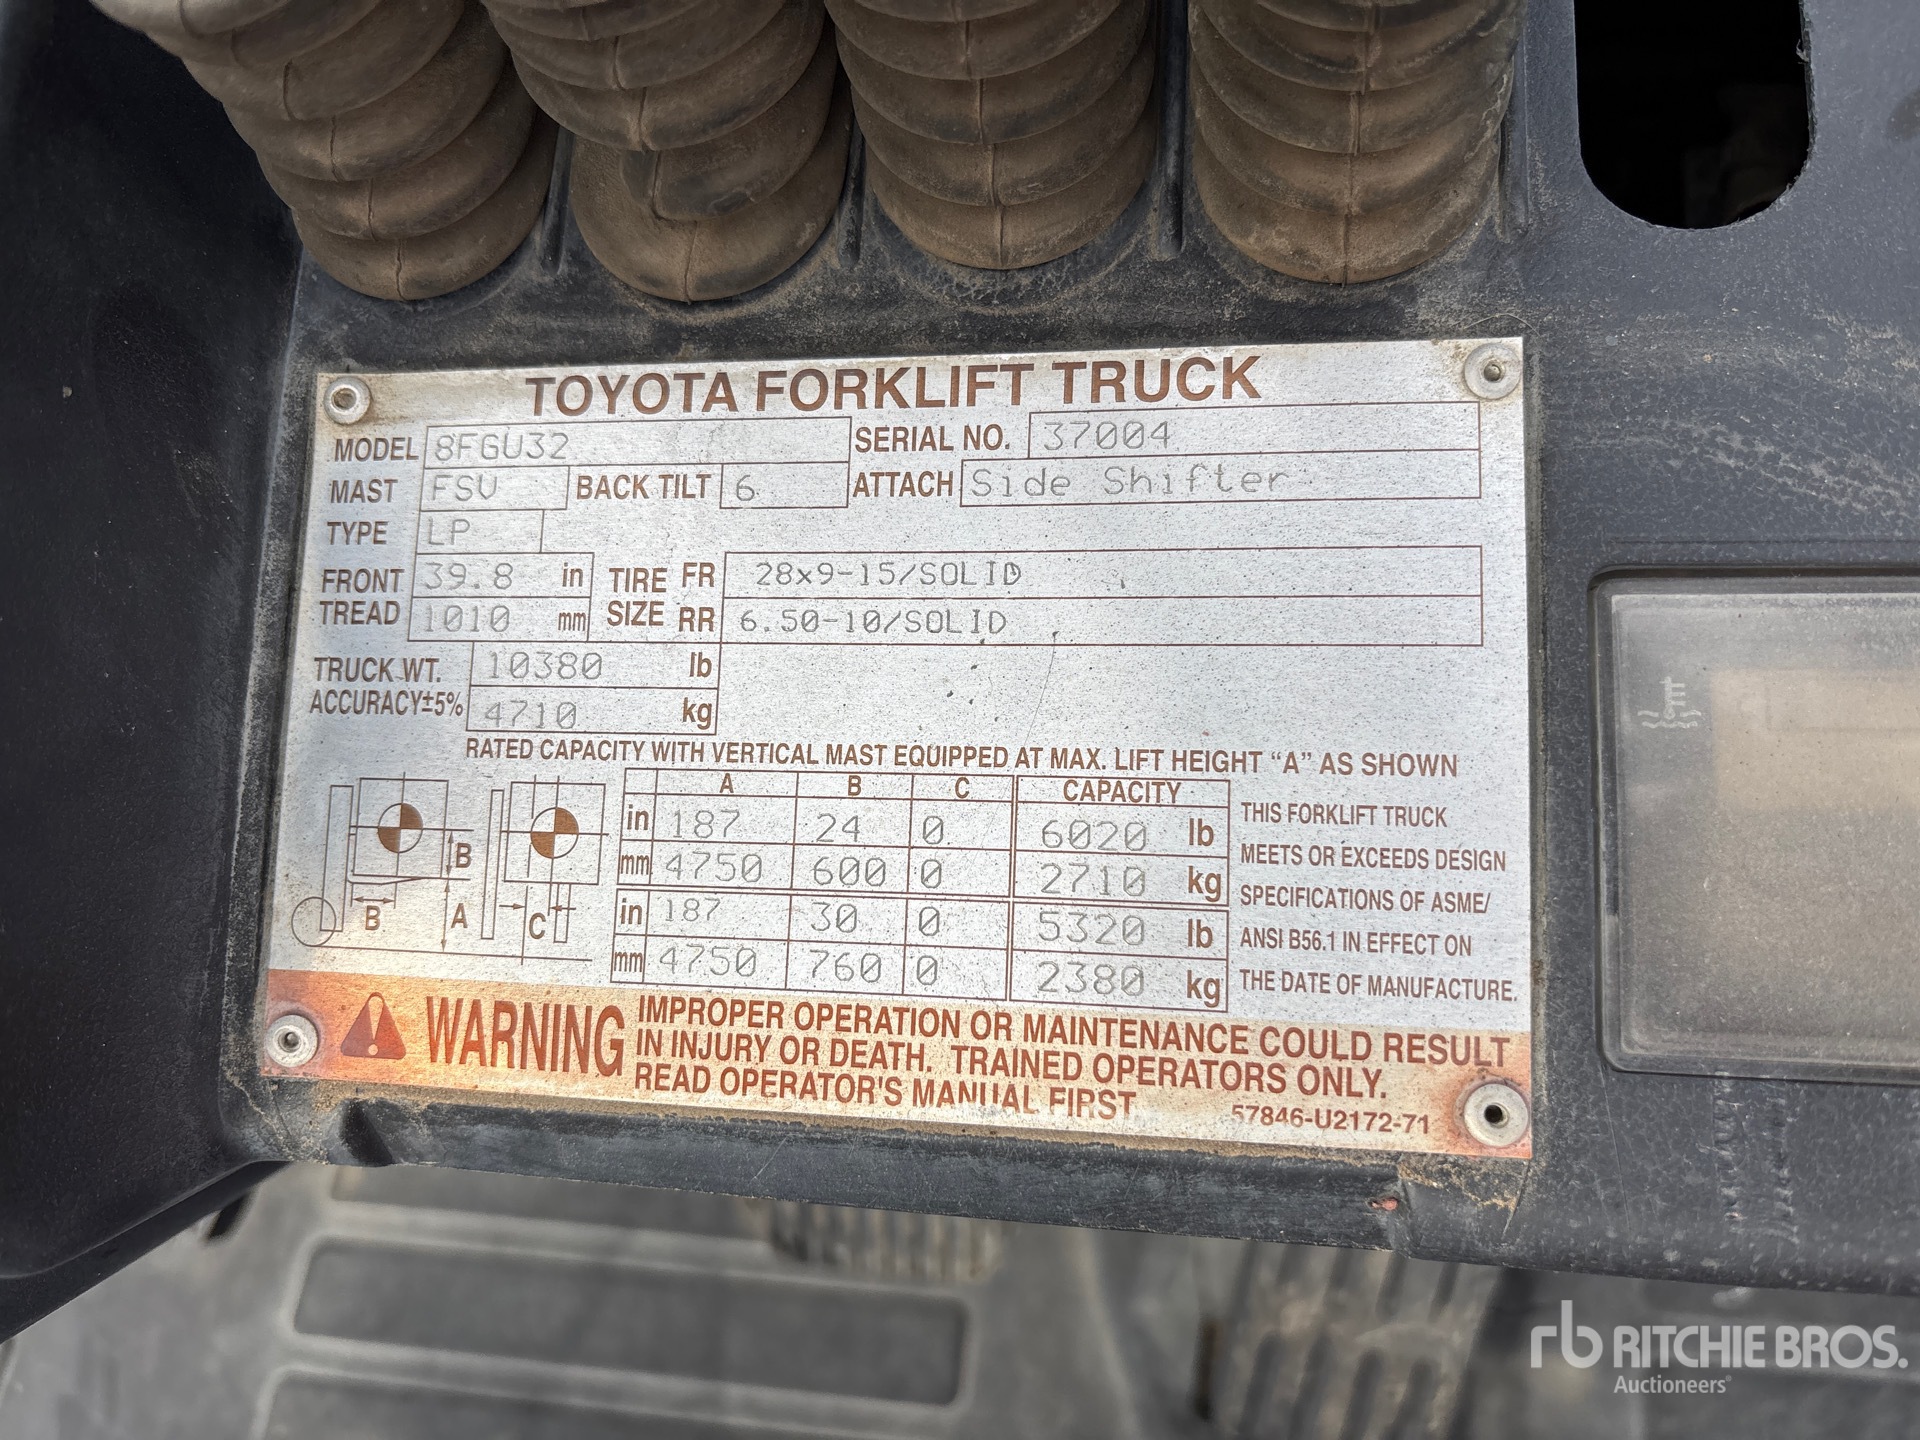 TOYOTA FORKLIFT TRUCK
MODEL 8FGU32 SERIAL NO. 37004
MAST FSV BACK TILT 6 ATTACH Side Shifter
TYPE LP
FRONT TREAD 39.8 in TIRE SIZE FR 28x9-15/SOLID
1010 mm RR 6.50-10/SOLID
TRUCK WT. 10380 lb
ACCURACY±5% 4710 kg
RATED CAPACITY WITH VERTICAL MAST EQUIPPED AT MAX. LIFT HEIGHT “A” AS SHOWN
A B C CAPACITY
in 187 24 0 6020 lb
mm 4750 600 0 2710 kg
in 187 30 0 5320 lb
mm 4750 760 0 2380 kg
B
B A C
THIS FORKLIFT TRUCK
MEETS OR EXCEEDS DESIGN
SPECIFICATIONS OF ASME/
ANSI B56.1 IN EFFECT ON
THE DATE OF MANUFACTURE.
WARNING
IMPROPER OPERATION OR MAINTENANCE COULD RESULT
IN INJURY OR DEATH. TRAINED OPERATORS ONLY.
READ OPERATOR'S MANUAL FIRST
57846-U2172-71
rb RITCHIE BROS.
Auctioneers